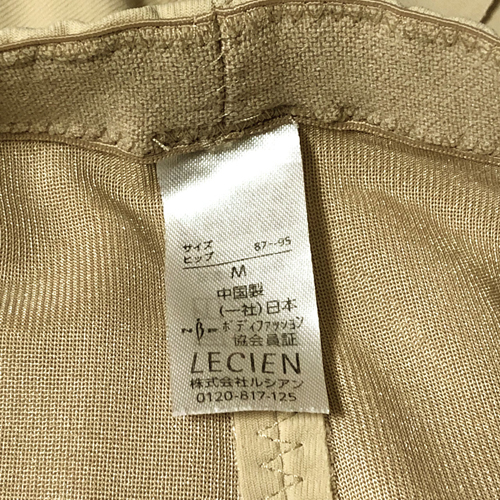 サイズ
ヒップ 87-95
M
中国製
(一社)日本
ボディファッション
協会員証
LECIEN
株式会社ルシアン
0120-817-125